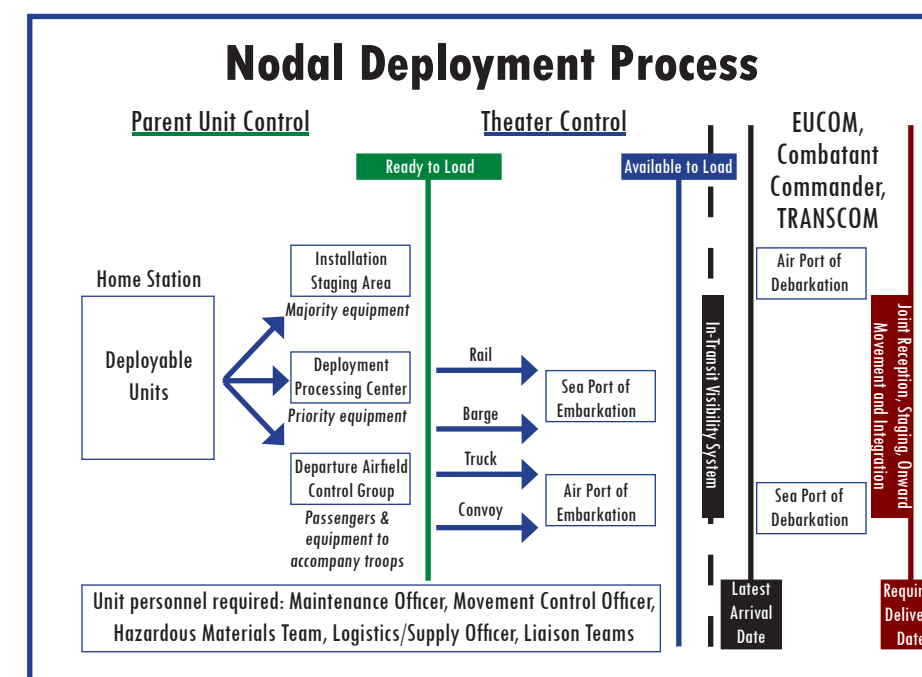 Nodal Deployment Process
Parent Unit Control
Theater Control
EUCOM,
Combatant
Commander,
TRANSCOM
Ready to Load
Available to Load
Home Station
Deployable
Units
Installation
Staging Area
Majority equipment
Deployment
Processing Center
Priority equipment
Departure Airfield
Control Group
Passengers &
equipment to
accompany troops
Rail
Barge
Truck
Convoy
Sea Port of
Embarkation
Air Port of
Embarkation
In-Transit Visibility System
Air Port of
Debarkation
Sea Port of
Debarkation
Joint Reception, Staging, Onward
Movement and Integration
Unit personnel required: Maintenance Officer, Movement Control Officer,
Hazardous Materials Team, Logistics/Supply Officer, Liaison Teams
Latest
Arrival
Date
Date